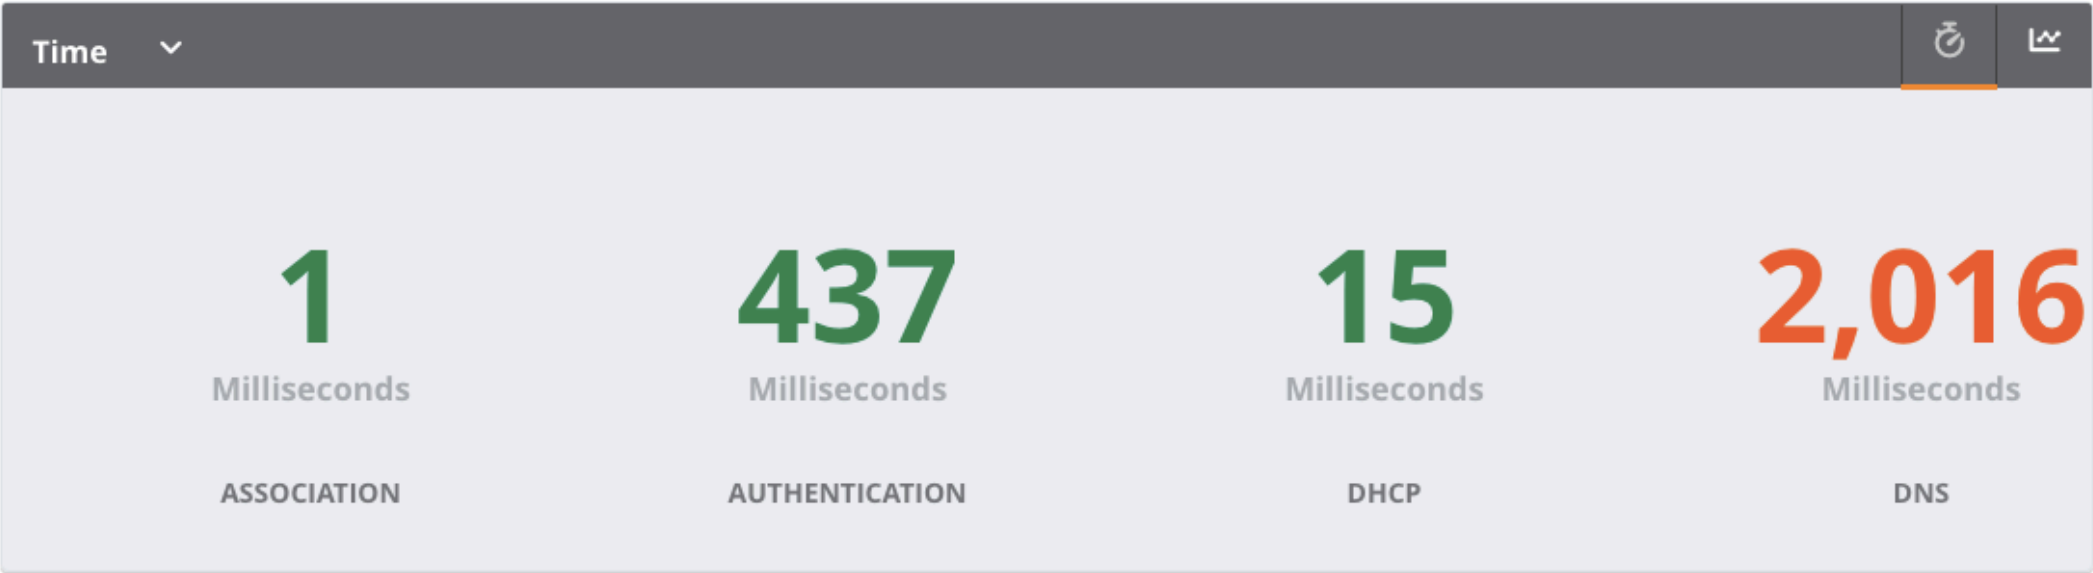 Time
1 437 15 2,016
Milliseconds Milliseconds Milliseconds Milliseconds
ASSOCIATION AUTHENTICATION DHCP DNS